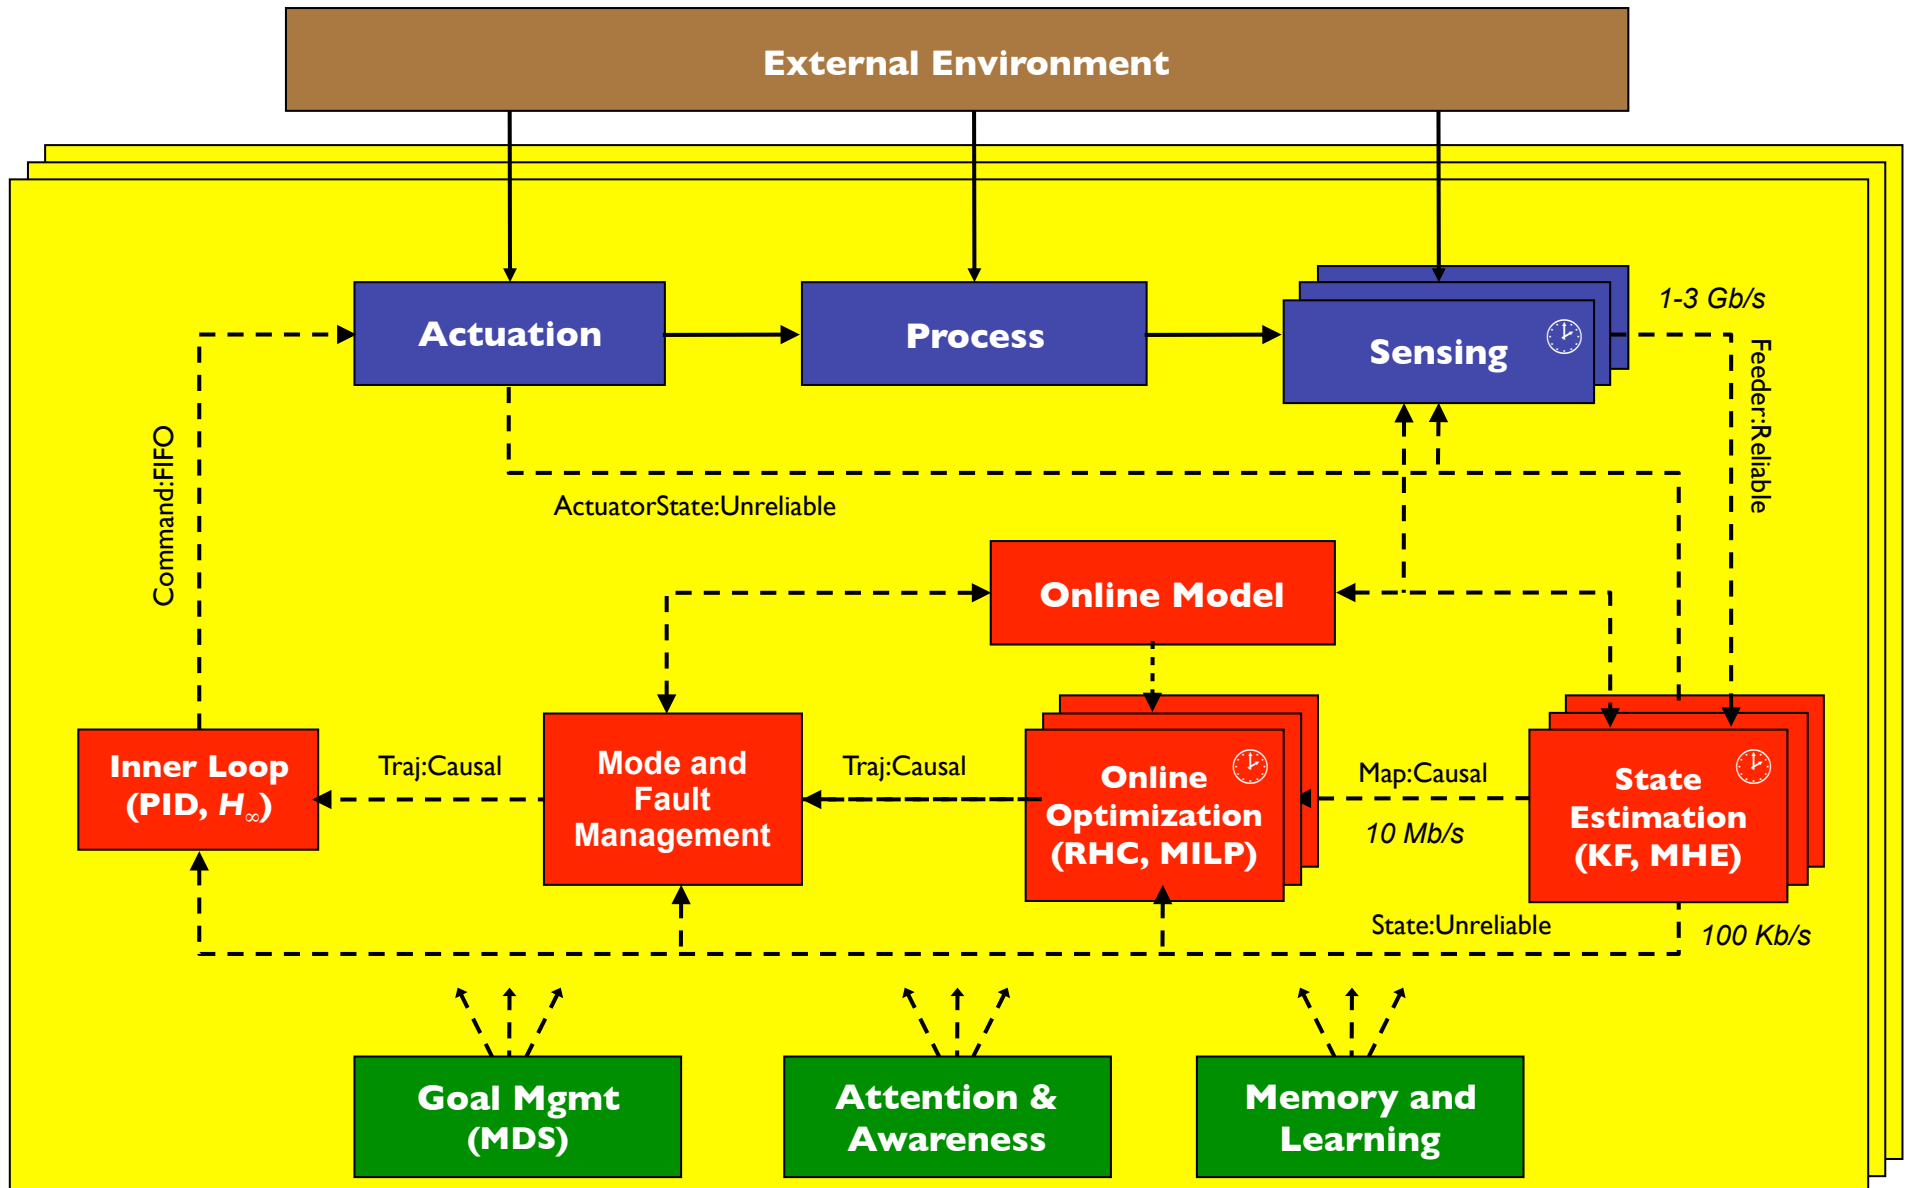 External Environment
Actuation
Process
Sensing
1-3 Gb/s
Feeder:Reliable
Command:FIFO
ActuatorState:Unreliable
Online Model
Inner Loop
(PID, H∞)
Traj:Causal
Mode and
Fault
Management
Traj:Causal
Online
Optimization
(RHC, MILP)
Map:Causal
10 Mb/s
State
Estimation
(KF, MHE)
State:Unreliable
100 Kb/s
Goal Mgmt
(MDS)
Attention &
Awareness
Memory and
Learning